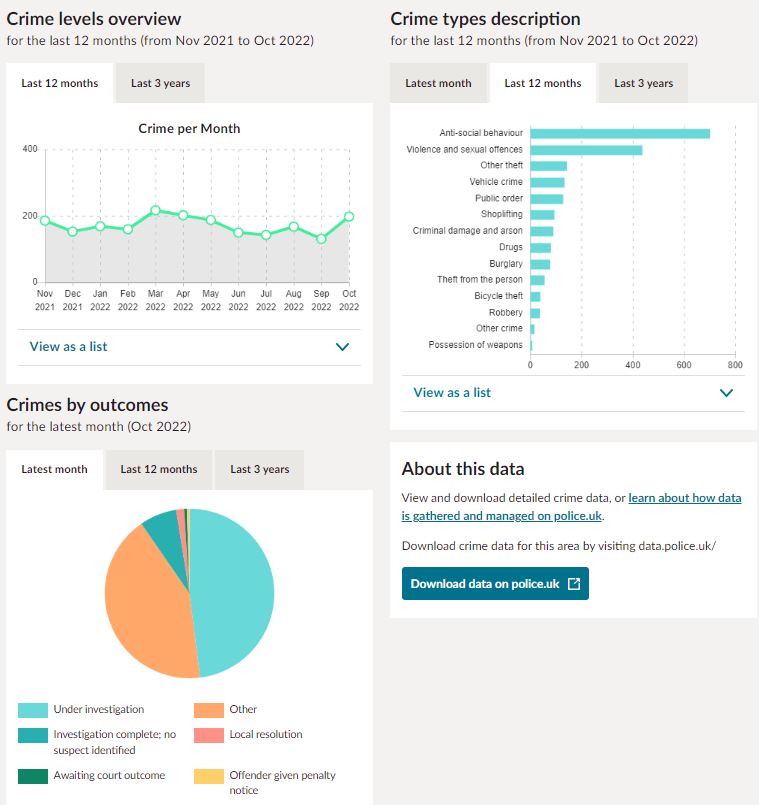 Crime levels overview
for the last 12 months (from Nov 2021 to Oct 2022)
Last 12 months
Last 3 years
Crime per Month
400
200
0
Nov 2021
Dec 2021
Jan 2022
Feb 2022
Mar 2022
Apr 2022
May 2022
Jun 2022
Jul 2022
Aug 2022
Sep 2022
Oct 2022
View as a list
Crimes by outcomes
for the latest month (Oct 2022)
Latest month
Last 12 months
Last 3 years
Under investigation
Other
Investigation complete; no
suspect identified
Local resolution
Awaiting court outcome
Offender given penalty
notice
Crime types description
for the last 12 months (from Nov 2021 to Oct 2022)
Latest month
Last 12 months
Last 3 years
Anti-social behaviour
Violence and sexual offences
Other theft
Vehicle crime
Public order
Shoplifting
Criminal damage and arson
Drugs
Burglary
Theft from the person
Bicycle theft
Robbery
Other crime
Possession of weapons
0
200
400
600
800
View as a list
About this data
View and download detailed crime data, or learn about how data
is gathered and managed on police.uk.
Download crime data for this area by visiting data.police.uk/
Download data on police.uk